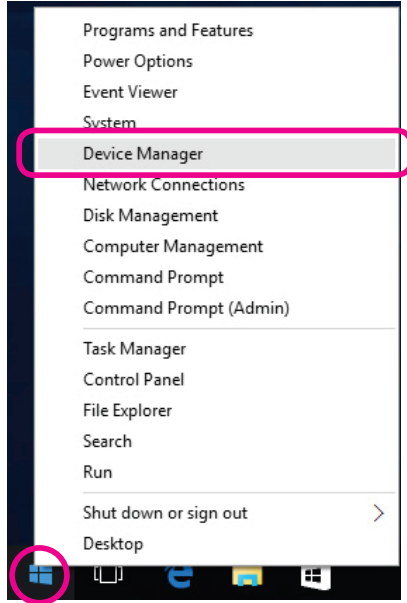 Programs and Features
Power Options
Event Viewer
System
Device Manager
Network Connections
Disk Management
Computer Management
Command Prompt
Command Prompt (Admin)
Task Manager
Control Panel
File Explorer
Search
Run
Shut down or sign out
Desktop